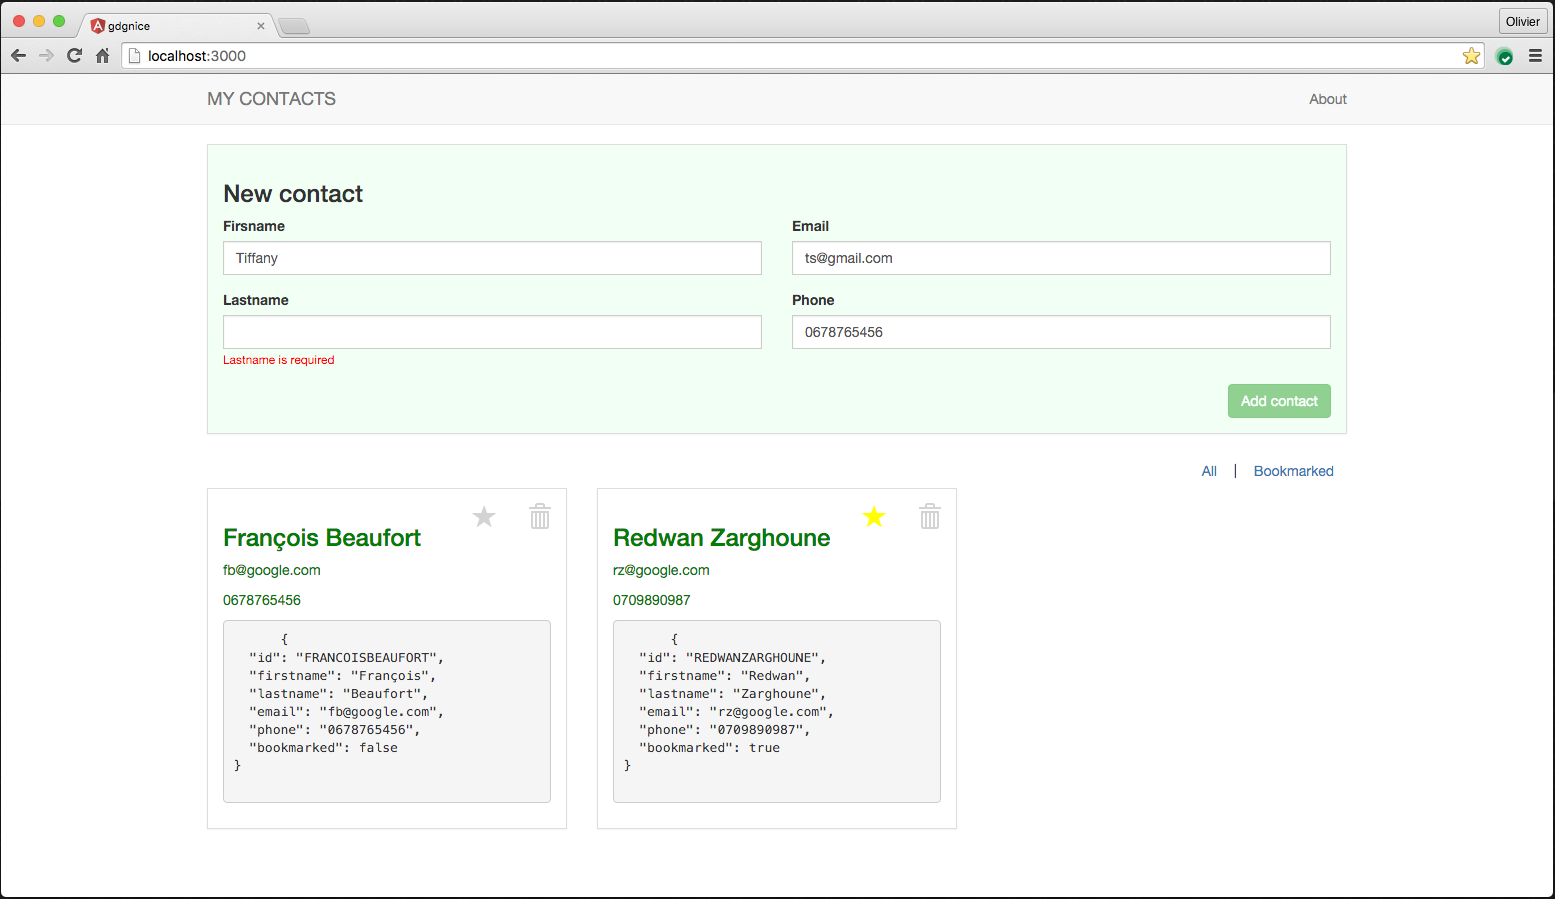 gdgnice
Olivier
localhost:3000
MY CONTACTS
About
New contact
Firsname
Tiffany
Email
ts@gmail.com
Lastname
Lastname is required
Phone
0678765456
Add contact
All | Bookmarked
François Beaufort
fb@google.com
0678765456
{
"id": "FRANCOISBEAUFORT",
"firstname": "François",
"lastname": "Beaufort",
"email": "fb@google.com",
"phone": "0678765456",
"bookmarked": false
}
Redwan Zarghoune
rz@google.com
0709890987
{
"id": "REDWANZARGHOUNE",
"firstname": "Redwan",
"lastname": "Zarghoune",
"email": "rz@google.com",
"phone": "0709890987",
"bookmarked": true
}